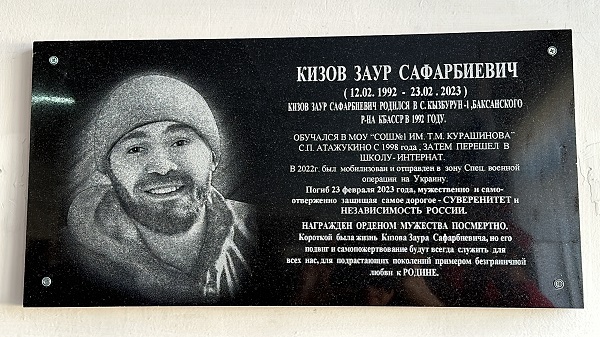 КИЗОВ ЗАУР САФАРБИЕВИЧ
( 12.02. 1992 - 23.02 . 2023 )
КИЗОВ ЗАУР САФАРБИЕВИЧ РОДИЛСЯ В С. КЫЗБУРУН -1 ,БАКСАНСКОГО
Р-НА КБАССР В 1992 ГОДУ.
ОБУЧАЛСЯ В МОУ "СОШ№1 ИМ. Т.М. КУРАШИНОВА"
С.П. АТАЖУКИНО С 1998 года , ЗАТЕМ ПЕРЕШЕЛ В
ШКОЛУ- ИНТЕРНАТ.
В 2022г. был мобилизован и отправлен в зону Спец. военной
операции на Украину.
Погиб 23 февраля 2023 года, мужественно и само-
отверженно защищая самое дорогое - СУВЕРЕНИТЕТ и
НЕЗАВИСИМОСТЬ РОССИИ.
НАГРАЖДЕН ОРДЕНОМ МУЖЕСТВА ПОСМЕРТНО.
Короткой была жизнь Кизова Заура Сафарбиевича, но его
подвиг и самопожертвование будут всегда служить для
всех нас, для подрастающих поколений примером безграничной
любви к РОДИНЕ.